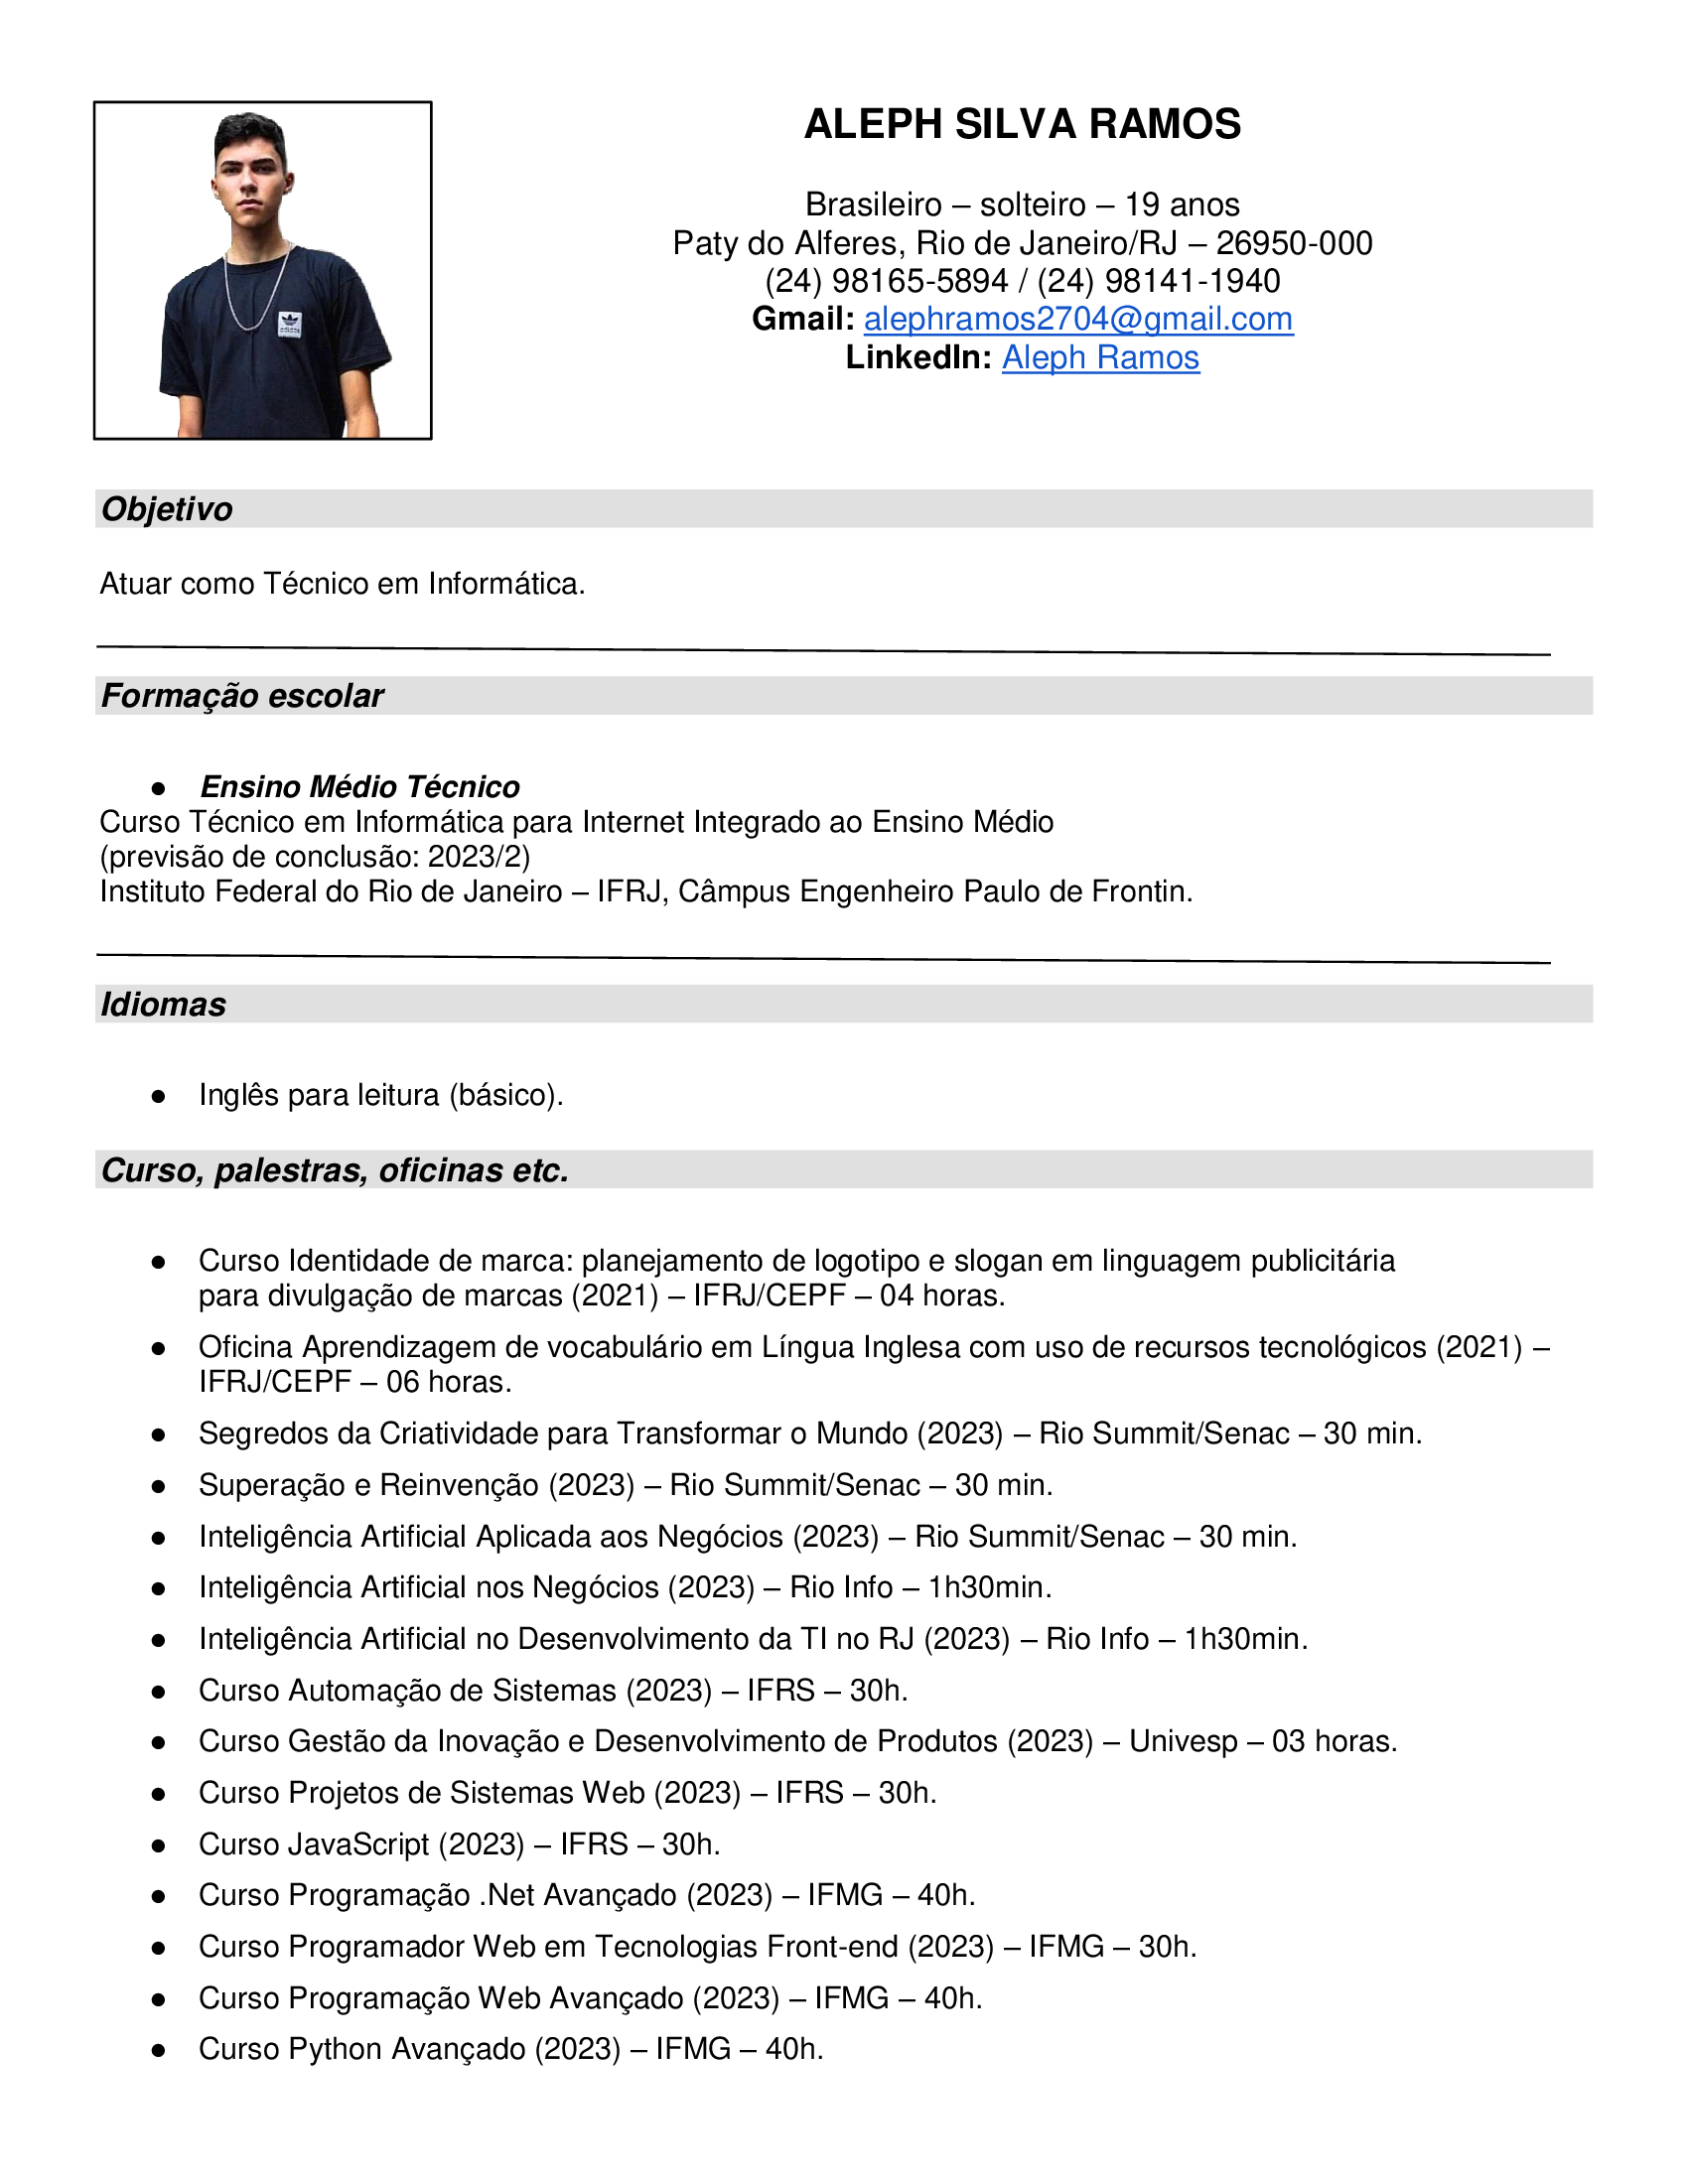 ALEPH SILVA RAMOS
Brasileiro – solteiro – 19 anos
Paty do Alferes, Rio de Janeiro/RJ – 26950-000
(24) 98165-5894 / (24) 98141-1940
Gmail: alephramos2704@gmail.com
LinkedIn: Aleph Ramos
adidas
Objetivo
Atuar como Técnico em Informática.
Formação escolar
● Ensino Médio Técnico
Curso Técnico em Informática para Internet Integrado ao Ensino Médio
(previsão de conclusão: 2023/2)
Instituto Federal do Rio de Janeiro – IFRJ, Câmpus Engenheiro Paulo de Frontin.
Idiomas
● Inglês para leitura (básico).
Curso, palestras, oficinas etc.
● Curso Identidade de marca: planejamento de logotipo e slogan em linguagem publicitária
para divulgação de marcas (2021) – IFRJ/CEPF – 04 horas.
● Oficina Aprendizagem de vocabulário em Língua Inglesa com uso de recursos tecnológicos (2021) –
IFRJ/CEPF – 06 horas.
● Segredos da Criatividade para Transformar o Mundo (2023) – Rio Summit/Senac – 30 min.
● Superação e Reinvenção (2023) – Rio Summit/Senac – 30 min.
● Inteligência Artificial Aplicada aos Negócios (2023) – Rio Summit/Senac – 30 min.
● Inteligência Artificial nos Negócios (2023) – Rio Info – 1h30min.
● Inteligência Artificial no Desenvolvimento da TI no RJ (2023) – Rio Info – 1h30min.
● Curso Automação de Sistemas (2023) – IFRS – 30h.
● Curso Gestão da Inovação e Desenvolvimento de Produtos (2023) – Univesp – 03 horas.
● Curso Projetos de Sistemas Web (2023) – IFRS – 30h.
● Curso JavaScript (2023) – IFRS – 30h.
● Curso Programação .Net Avançado (2023) – IFMG – 40h.
● Curso Programador Web em Tecnologias Front-end (2023) – IFMG – 30h.
● Curso Programação Web Avançado (2023) – IFMG – 40h.
● Curso Python Avançado (2023) – IFMG – 40h.